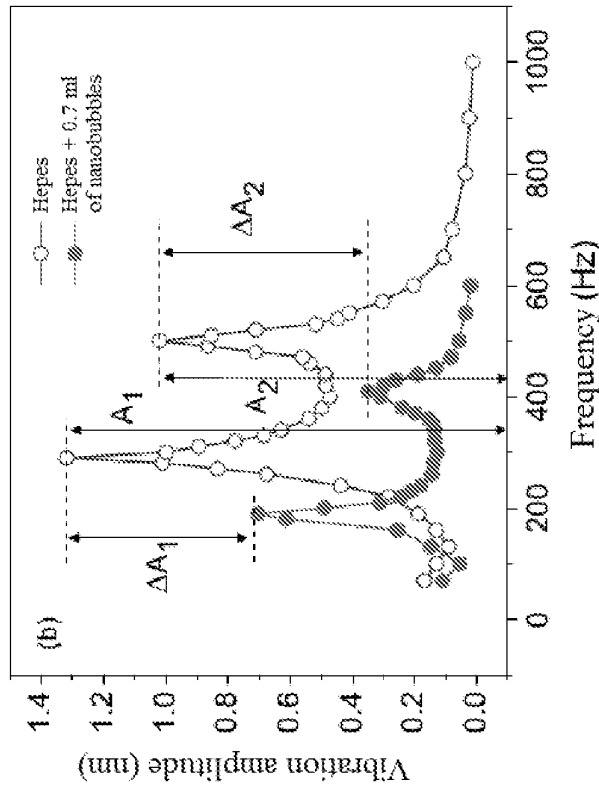 (b)
Hepes
Hepes + 0.7 ml
of nanobubbles
ΔA1
A1
A2
ΔA2
Vibration amplitude (nm)
1.4
1.2
1.0
0.8
0.6
0.4
0.2
0.0
0
200
400
600
800
1000
Frequency (Hz)